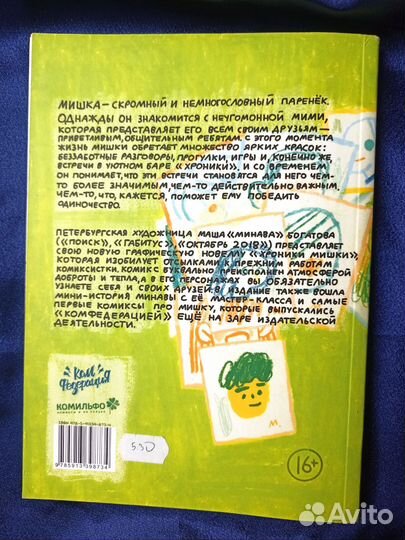 МИШКА – СКРОМНЫЙ И НЕМНОГОСЛОВНЫЙ ПАРЕНЁК.
ОДНАЖДЫ ОН ЗНАКОМИТСЯ С НЕУГОМОННОЙ МИМИ,
КОТОРАЯ ПРЕДСТАВЛЯЕТ ЕГО ВСЕМ СВОИМ ДРУЗЬЯМ —
ПРИВЕТЛИВЫМ, ОБЩИТЕЛЬНЫМ РЕБЯТАМ. С ЭТОГО МОМЕНТА
ЖИЗНЬ МИШКИ ОБРЕТАЕТ МНОЖЕСТВО ЯРКИХ КРАСОК:
БЕЗЗАБОТНЫЕ РАЗГОВОРЫ, ПРОГУЛКИ, ИГРЫ И, КОНЕЧНО ЖЕ,
ВСТРЕЧИ В УЮТНОМ БАРЕ «ХРОНИКИ», И СО ВРЕМЕНЕМ
ОН ПОНИМАЕТ, ЧТО ЭТИ ВСТРЕЧИ СТАНОВЯТСЯ ДЛЯ НЕГО ЧЕМ-
ТО БОЛЕЕ ЗНАЧИМЫМ, ЧЕМ-ТО ДЕЙСТВИТЕЛЬНО ВАЖНЫМ.
ЧЕМ-ТО, ЧТО, КАЖЕТСЯ, ПОМОЖЕТ ЕМУ ПОБЕДИТЬ
ОДИНОЧЕСТВО.
ПЕТЕРБУРГСКАЯ ХУДОЖНИЦА МАША «МИНАВА» БОГАТОВА
(«ПОИСК», «ГАБИТУС», «ОКТЯБРЬ 2018») ПРЕДСТАВЛЯЕТ
СВОЮ НОВУЮ ГРАФИЧЕСКУЮ НОВЕЛЛУ «ХРОНИКИ МИШКИ»,
КОТОРАЯ ИЗОБИЛУЕТ ОТСЫЛКАМИ К ПРЕЖНИМ РАБОТАМ
КОМИКСИСТКИ. КОМИКС БУКВАЛЬНО ПРЕИСПОЛНЕН АТМОСФЕРОЙ
ДОБРОТЫ И ТЕПЛА, А В ЕГО ПЕРСОНАЖАХ ВЫ ОБЯЗАТЕЛЬНО
УЗНАЕТЕ СЕБЯ И СВОИХ ДРУЗЕЙ. В ИЗДАНИЕ ТАКЖЕ ВОШЛА
МИНИ-ИСТОРИЯ МИНАВЫ С ЕЁ МАСТЕР-КЛАССА И САМЫЕ
ПЕРВЫЕ КОМИКСЫ ПРО МИШКУ, КОТОРЫЕ ВЫПУСКАЛИСЬ
«КОМФЕДЕРАЦИЕЙ» ЕЩЁ НА ЗАРЕ ИЗДАТЕЛЬСКОЙ
ДЕЯТЕЛЬНОСТИ.
КОМ
ФЕДЕРАЦИЯ
КОМИЛЬФО
9785913398734
530
М.
16+
Avito